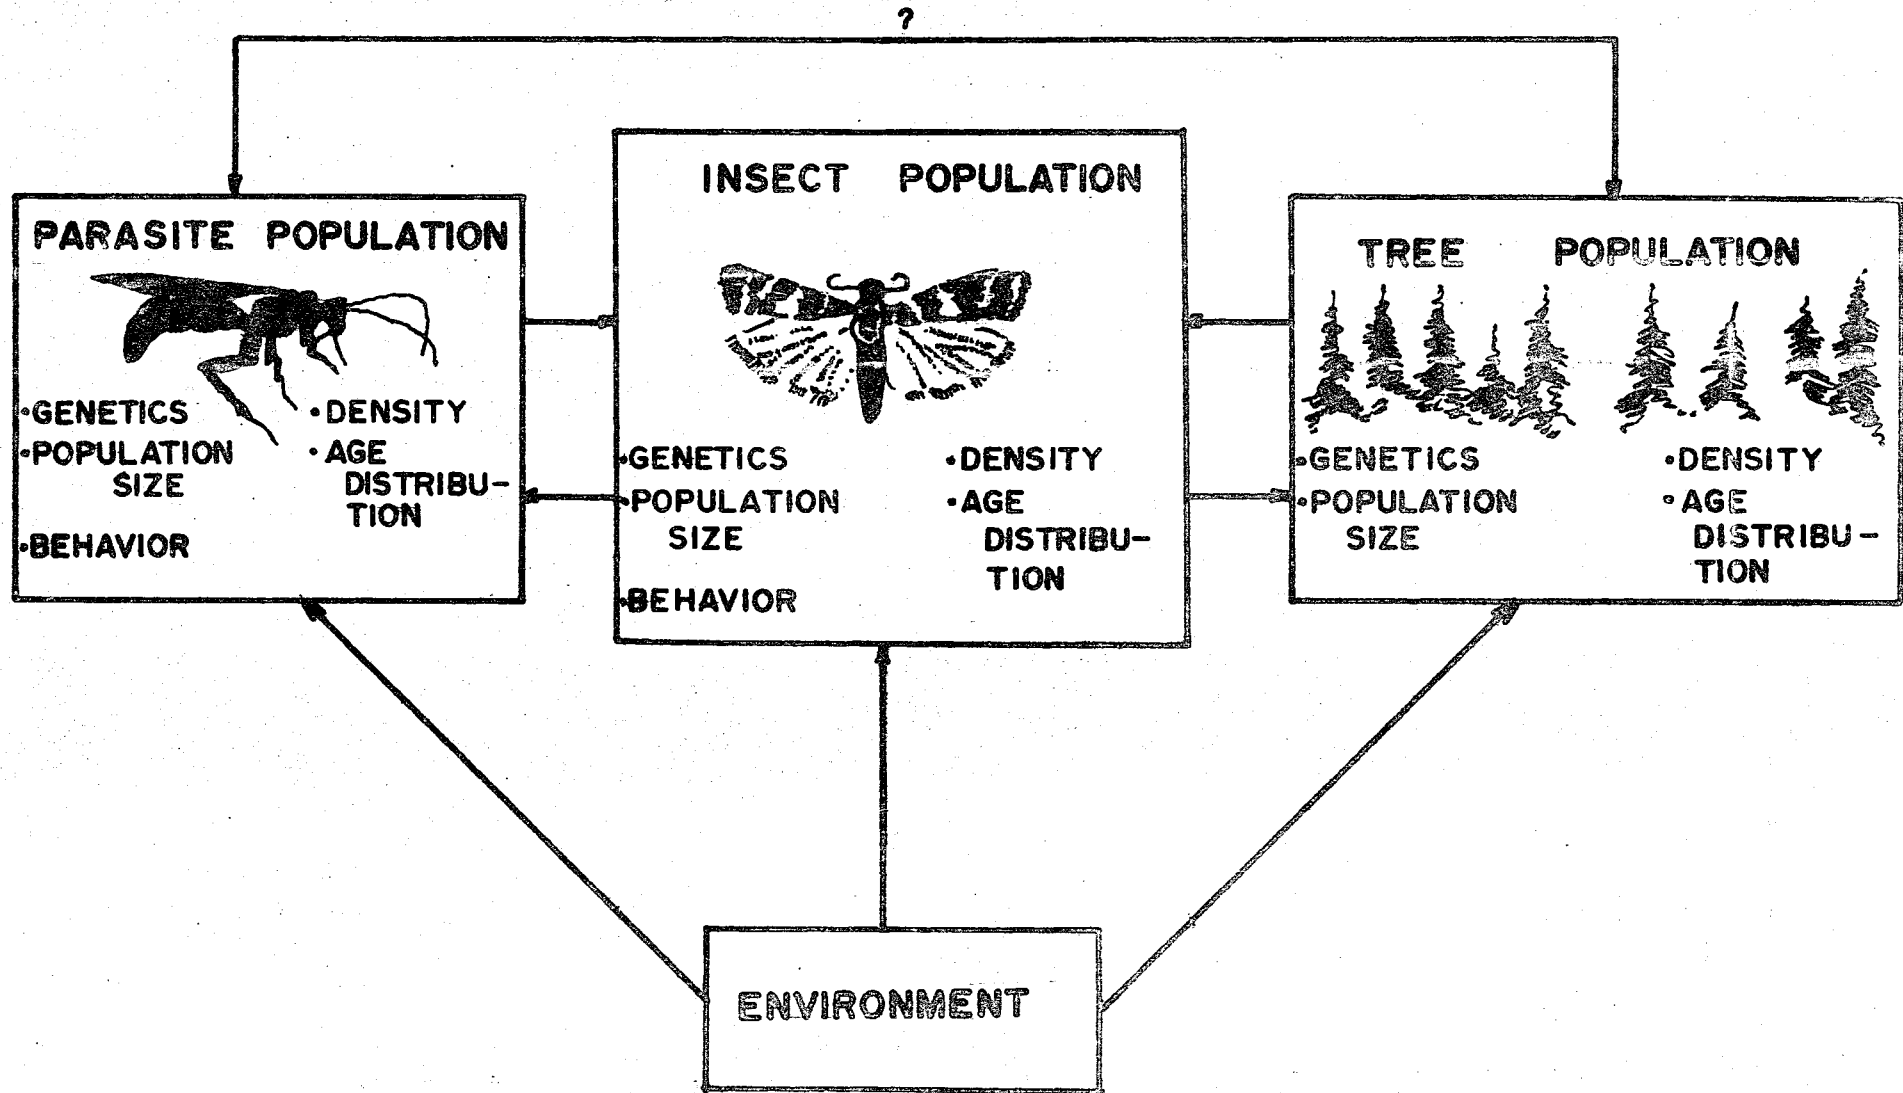 ?
PARASITE POPULATION
•GENETICS
•POPULATION
SIZE
•BEHAVIOR
•DENSITY
•AGE
DISTRIBU-
TION
INSECT POPULATION
•GENETICS
•POPULATION
SIZE
•BEHAVIOR
•DENSITY
•AGE
DISTRIBU-
TION
TREE POPULATION
•GENETICS
•POPULATION
SIZE
•DENSITY
•AGE
DISTRIBU-
TION
ENVIRONMENT